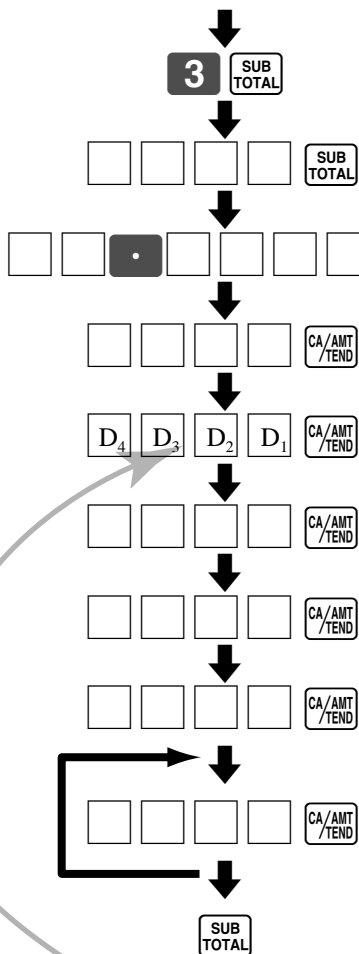 3 SUB TOTAL
SUB TOTAL
·
CA/AMT /TEND
D4 D3 D2 D1 CA/AMT /TEND
CA/AMT /TEND
CA/AMT /TEND
CA/AMT /TEND
CA/AMT /TEND
SUB TOTAL